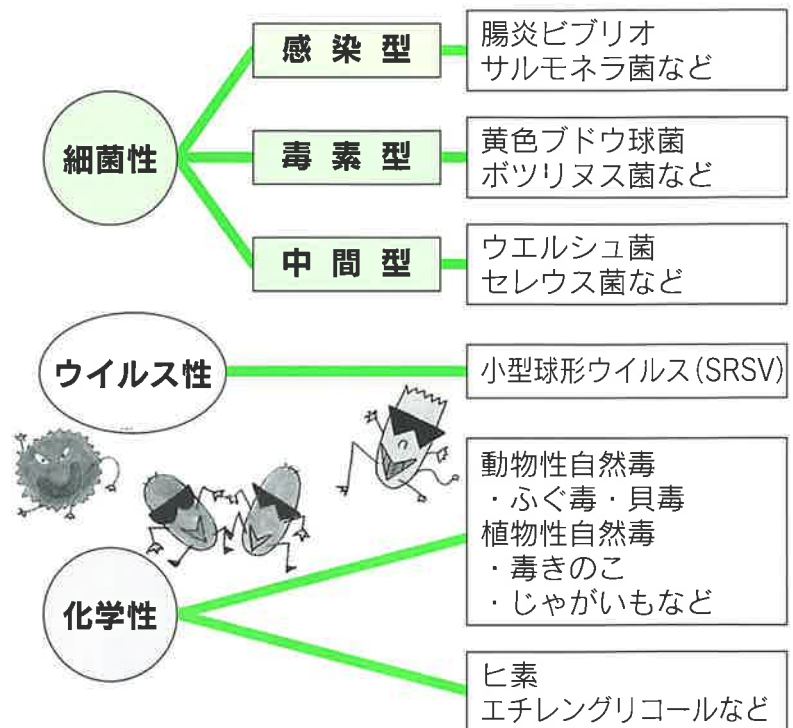 細菌性
感染型
腸炎ビブリオ
サルモネラ菌など
毒素型
黄色ブドウ球菌
ボツリヌス菌など
中間型
ウエルシュ菌
セレウス菌など
ウイルス性
小型球形ウイルス(SRSV)
化学性
動物性自然毒
・ふぐ毒・貝毒
植物性自然毒
・毒きのこ
・じゃがいもなど
ヒ素
エチレングリコールなど